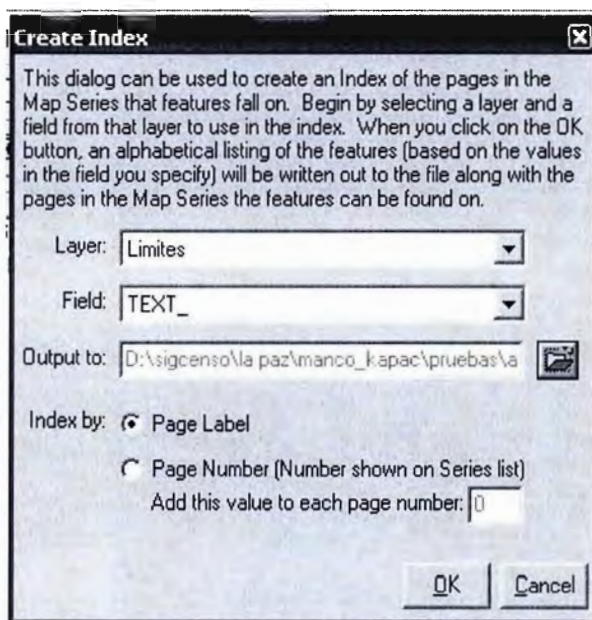 Create Index
This dialog can be used to create an Index of the pages in the
Map Series that features fall on. Begin by selecting a layer and a
field from that layer to use in the index. When you click on the OK
button, an alphabetical listing of the features (based on the values
in the field you specify) will be written out to the file along with the
pages in the Map Series the features can be found on.
Layer: Limites
Field: TEXT_
Output to: D:\sigcenso\la paz\manco_kapac\pruebas\a
Index by: Page Label
Page Number (Number shown on Series list)
Add this value to each page number: 0
OK Cancel